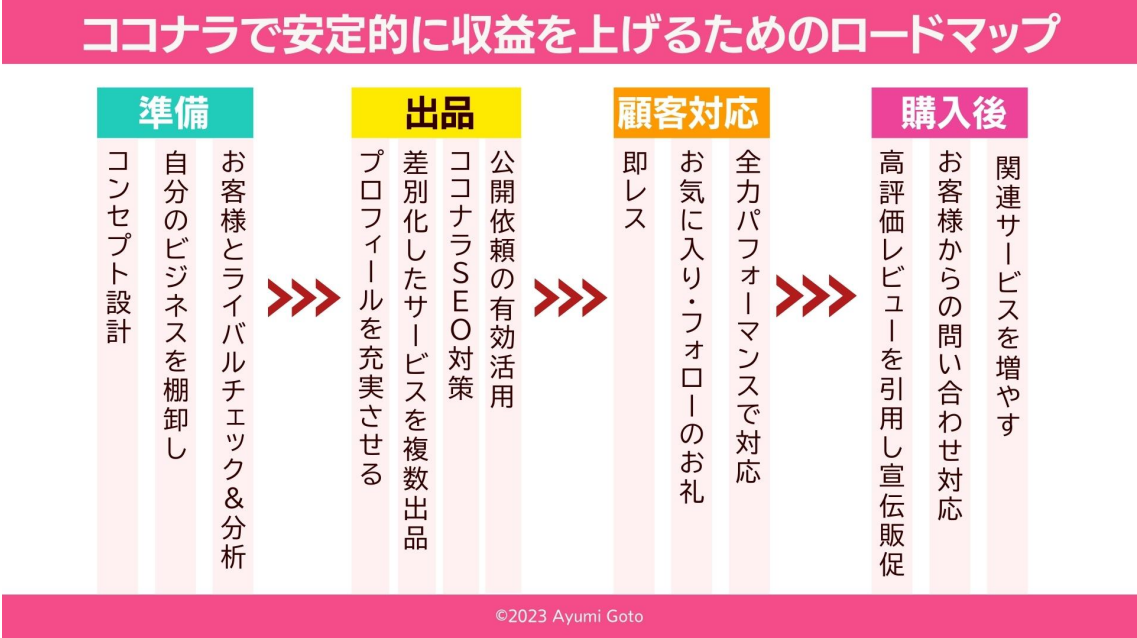 ココナラで安定的に収益を上げるためのロードマップ
準備
お客様とライバルチェック&分析
自分のビジネスを棚卸し
コンセプト設計
出品
公開依頼の有効活用
ココナラSEO対策
差別化したサービスを複数出品
プロフィールを充実させる
顧客対応
全力パフォーマンスで対応
お気に入り・フォローのお礼
即レス
購入後
関連サービスを増やす
お客様からの問い合わせ対応
高評価レビューを引用し宣伝販促
©2023 Ayumi Goto